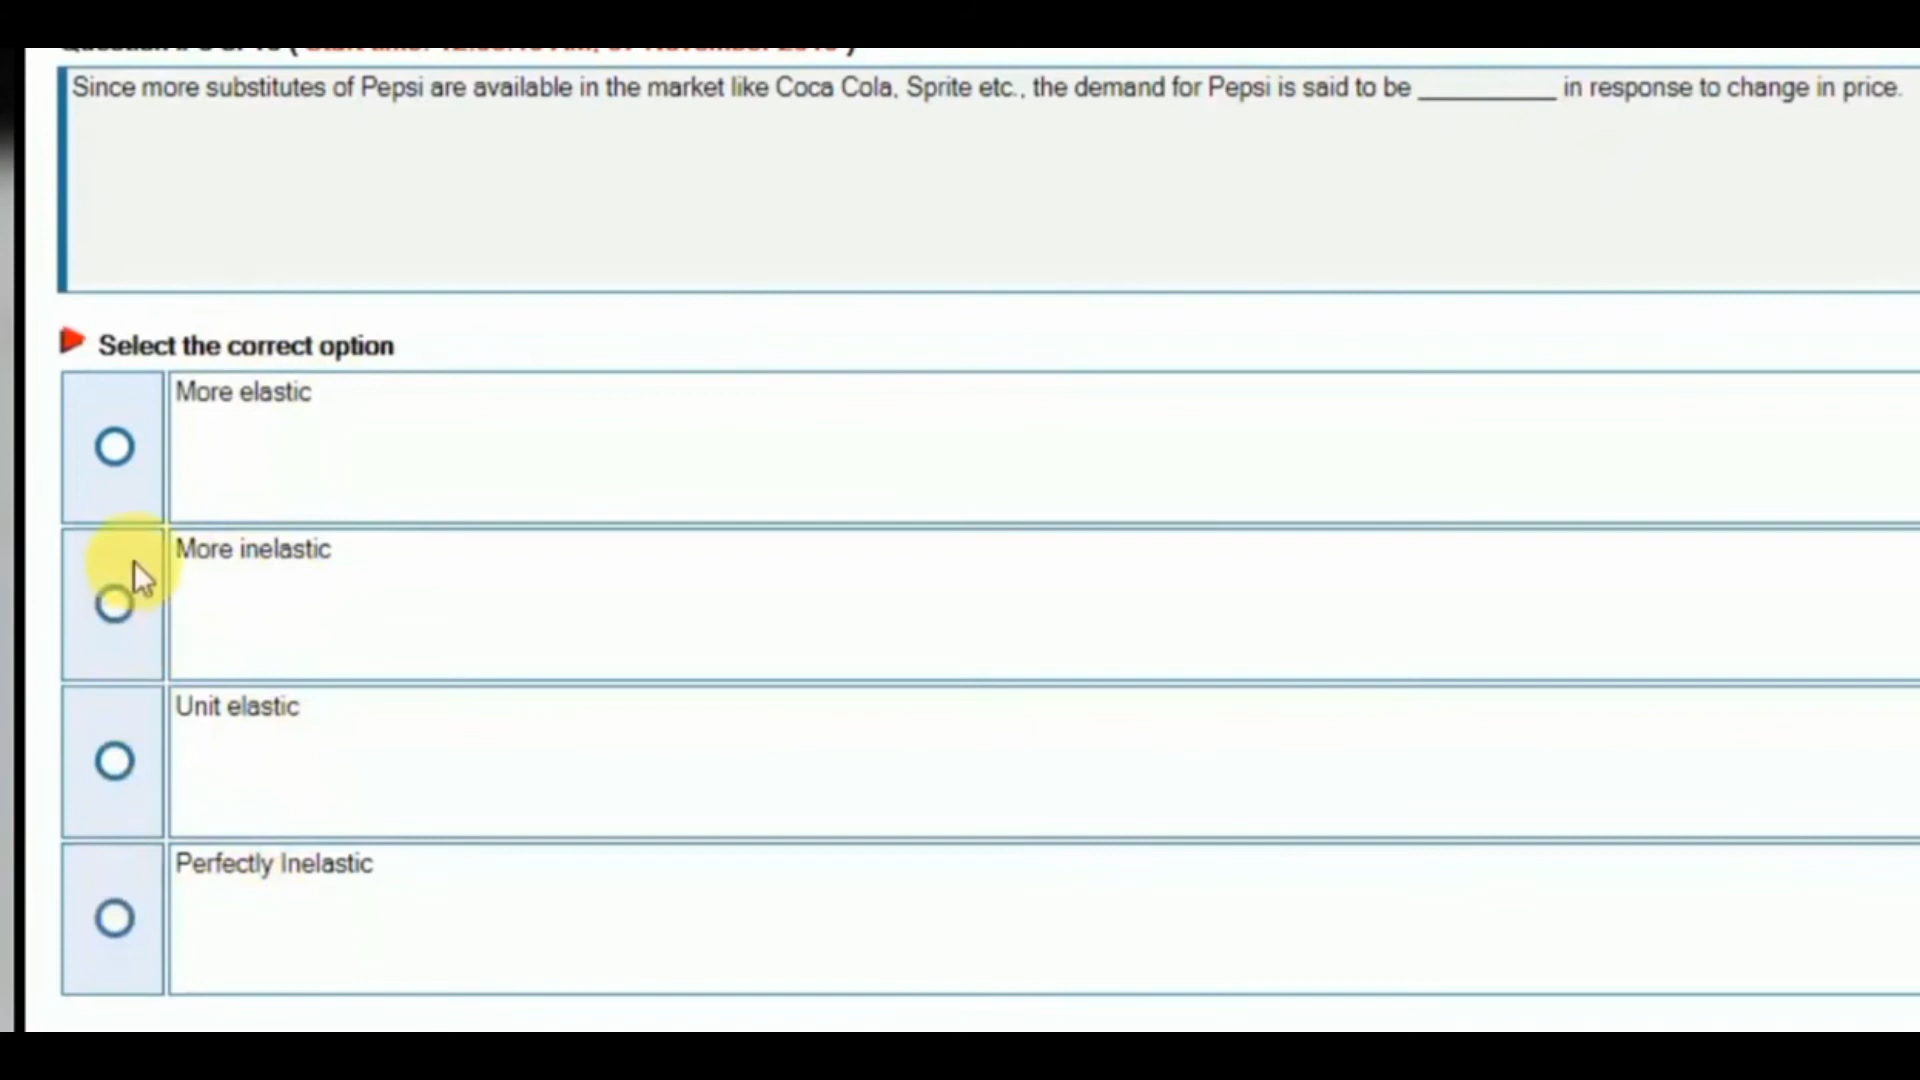 Since more substitutes of Pepsi are available in the market like Coca Cola, Sprite etc., the demand for Pepsi is said to be __________ in response to change in price.
Select the correct option
More elastic
More inelastic
Unit elastic
Perfectly Inelastic